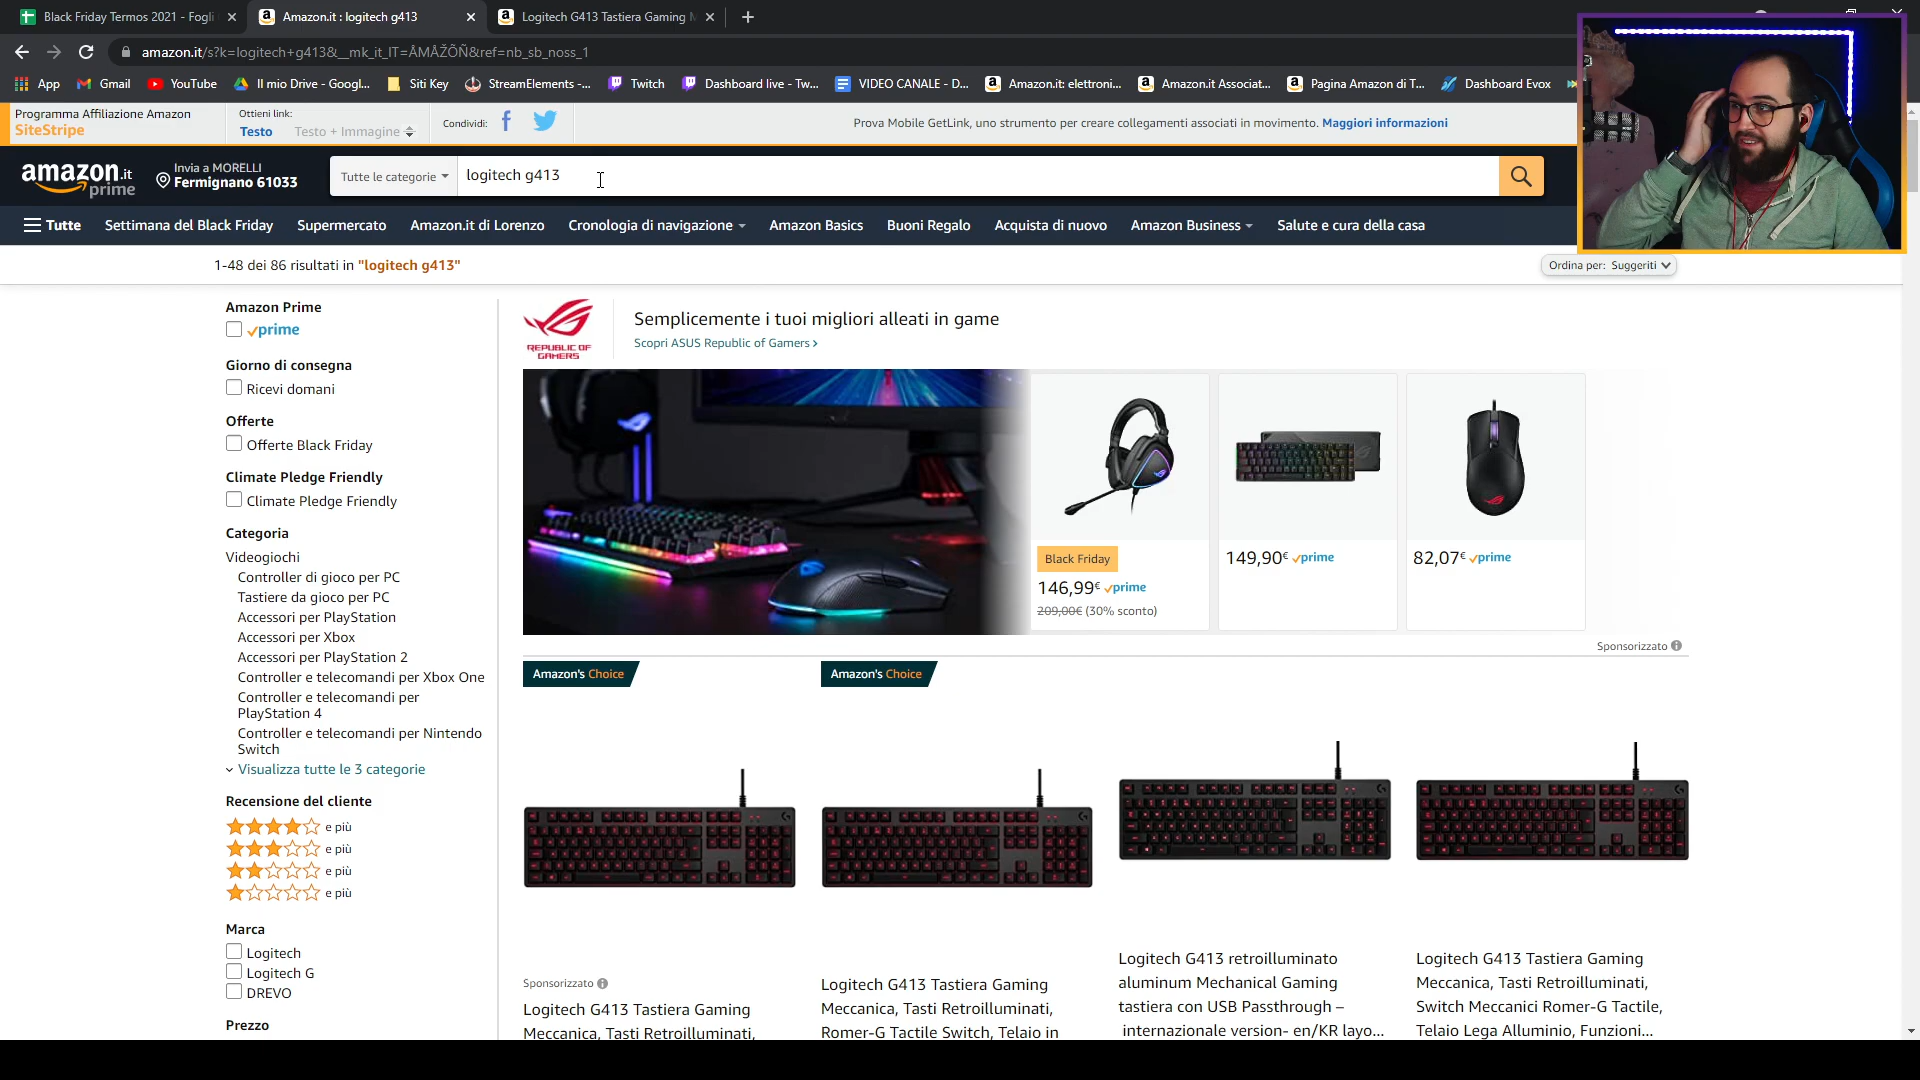 Black Friday Termos 2021 - Fogli
Amazon.it : logitech g413
Logitech G413 Tastiera Gaming M
amazon.it/s?k=logitech+g413&__mk_it_IT=ÅMÅŽÕÑ&ref=nb_sb_noss_1
App
Gmail
YouTube
Il mio Drive - Googl...
Siti Key
StreamElements -...
Twitch
Dashboard live - Tw...
VIDEO CANALE - D...
Amazon.it: elettroni...
Amazon.it Associat...
Pagina Amazon di T...
Dashboard Evox
Programma Affiliazione Amazon
SiteStripe
Ottieni link:
Testo
Testo + Immagine
Condividi:
Prova Mobile GetLink, uno strumento per creare collegamenti associati in movimento. Maggiori informazioni
amazon.it
prime
Invia a MORELLI
Fermignano 61033
Tutte le categorie
logitech g413
Tutte
Settimana del Black Friday
Supermercato
Amazon.it di Lorenzo
Cronologia di navigazione
Amazon Basics
Buoni Regalo
Acquista di nuovo
Amazon Business
Salute e cura della casa
1-48 dei 86 risultati in "logitech g413"
Ordina per: Suggeriti
Amazon Prime
prime
Giorno di consegna
Ricevi domani
Offerte
Offerte Black Friday
Climate Pledge Friendly
Climate Pledge Friendly
Categoria
Videogiochi
Controller di gioco per PC
Tastiere da gioco per PC
Accessori per PlayStation
Accessori per Xbox
Accessori per PlayStation 2
Controller e telecomandi per Xbox One
Controller e telecomandi per
PlayStation 4
Controller e telecomandi per Nintendo
Switch
Visualizza tutte le 3 categorie
Recensione del cliente
e più
e più
e più
e più
Marca
Logitech
Logitech G
DREVO
Prezzo
REPUBLIC OF
GAMERS
Semplicemente i tuoi migliori alleati in game
Scopri ASUS Republic of Gamers ›
Black Friday
146,99€ prime
209,00€ (30% sconto)
149,90€ prime
82,07€ prime
Sponsorizzato
Amazon's Choice
Amazon's Choice
Sponsorizzato
Logitech G413 Tastiera Gaming
Meccanica, Tasti Retroilluminati,
Logitech G413 Tastiera Gaming
Meccanica, Tasti Retroilluminati,
Romer-G Tactile Switch, Telaio in
Logitech G413 retroilluminato
aluminum Mechanical Gaming
tastiera con USB Passthrough –
internazionale version- en/KR layo...
Logitech G413 Tastiera Gaming
Meccanica, Tasti Retroilluminati,
Switch Meccanici Romer-G Tactile,
Telaio Lega Alluminio, Funzioni...